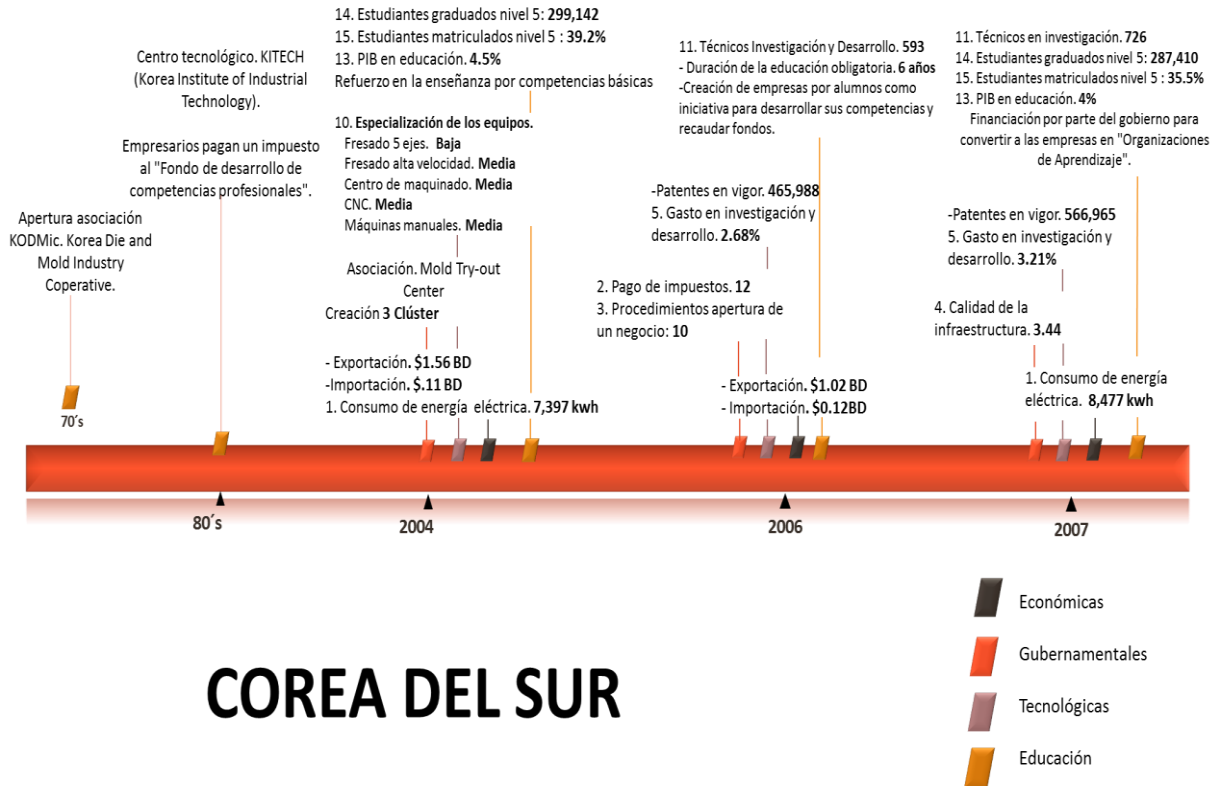 Apertura asociación
KODMic. Korea Die and
Mold Industry
Coperative.
70´s
Centro tecnológico. KITECH
(Korea Institute of Industrial
Technology).
Empresarios pagan un impuesto
al "Fondo de desarrollo de
competencias profesionales".
80´s
14. Estudiantes graduados nivel 5: 299,142
15. Estudiantes matriculados nivel 5 : 39.2%
13. PIB en educación. 4.5%
Refuerzo en la enseñanza por competencias básicas
10. Especialización de los equipos.
Fresado 5 ejes. Baja
Fresado alta velocidad. Media
Centro de maquinado. Media
CNC. Media
Máquinas manuales. Media
Asociación. Mold Try-out
Center
Creación 3 Clúster
- Exportación. $1.56 BD
-Importación. $.11 BD
1. Consumo de energía eléctrica. 7,397 kwh
2004
11. Técnicos Investigación y Desarrollo. 593
- Duración de la educación obligatoria. 6 años
-Creación de empresas por alumnos como
iniciativa para desarrollar sus competencias y
recaudar fondos.
-Patentes en vigor. 465,988
5. Gasto en investigación y
desarrollo. 2.68%
2. Pago de impuestos. 12
3. Procedimientos apertura de
un negocio: 10
- Exportación. $1.02 BD
- Importación. $0.12BD
2006
11. Técnicos en investigación. 726
14. Estudiantes graduados nivel 5: 287,410
15. Estudiantes matriculados nivel 5 : 35.5%
13. PIB en educación. 4%
Financiación por parte del gobierno para
convertir a las empresas en "Organizaciones
de Aprendizaje".
-Patentes en vigor. 566,965
5. Gasto en investigación y
desarrollo. 3.21%
4. Calidad de la
infraestructura. 3.44
1. Consumo de energía
eléctrica. 8,477 kwh
2007
COREA DEL SUR
Económicas
Gubernamentales
Tecnológicas
Educación